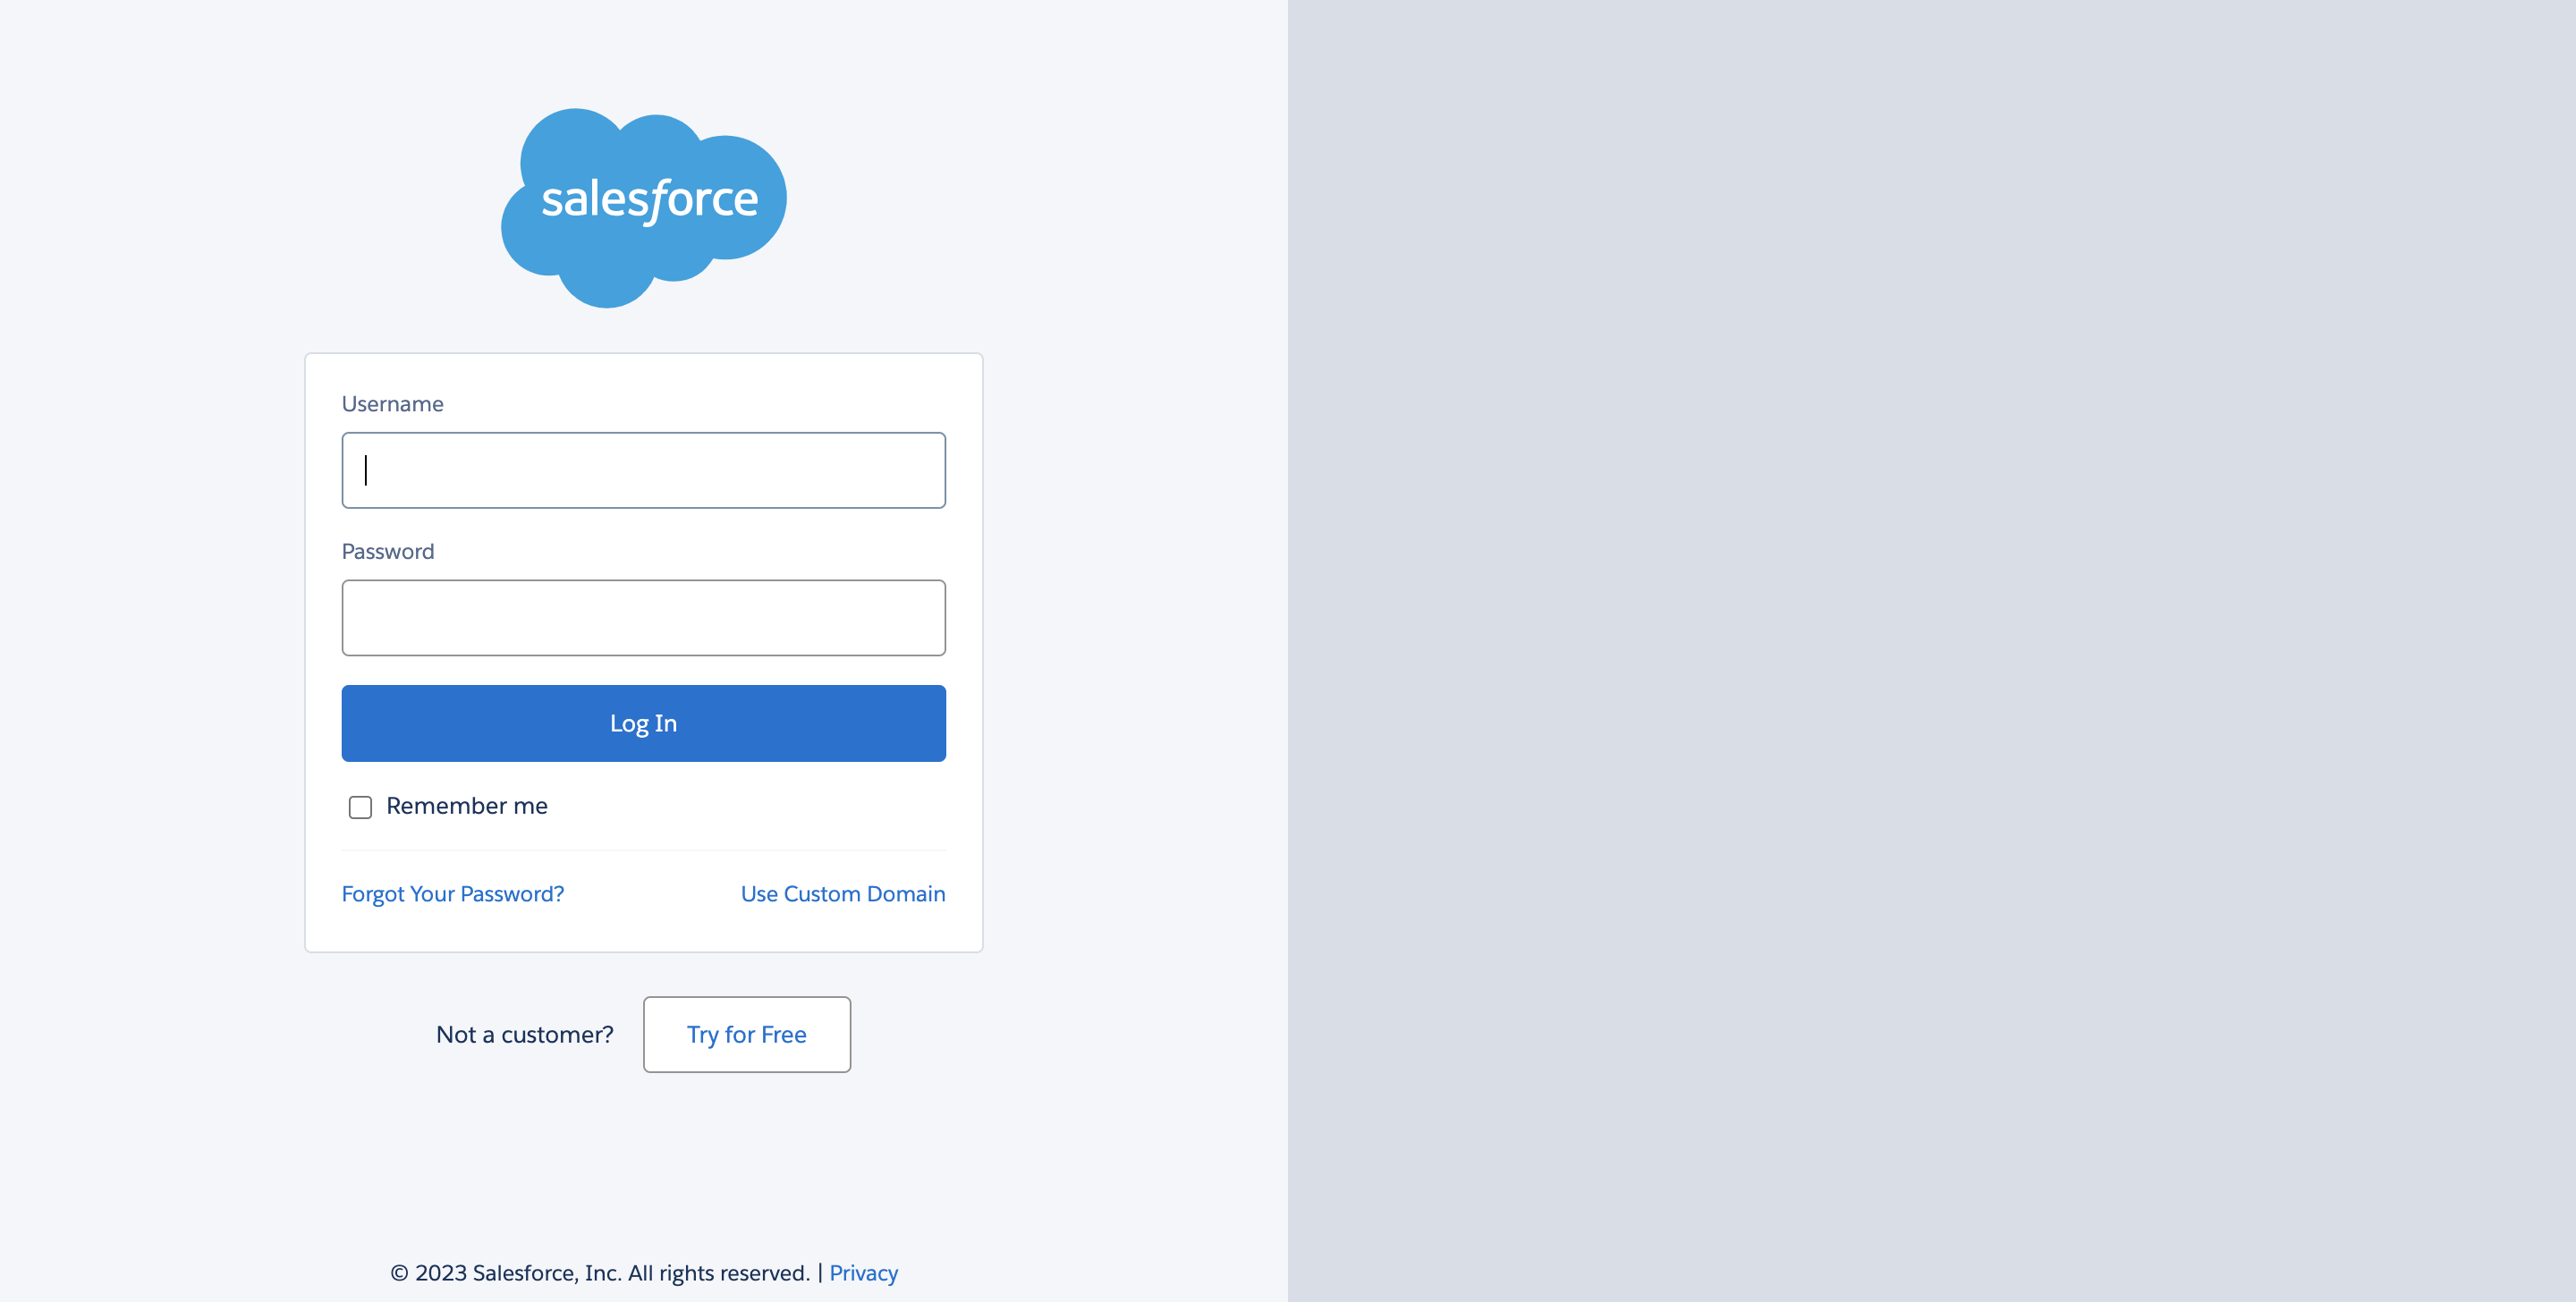 salesforce
Username
Password
Log In
Remember me
Forgot Your Password? Use Custom Domain
Not a customer? Try for Free
© 2023 Salesforce, Inc. All rights reserved. | Privacy